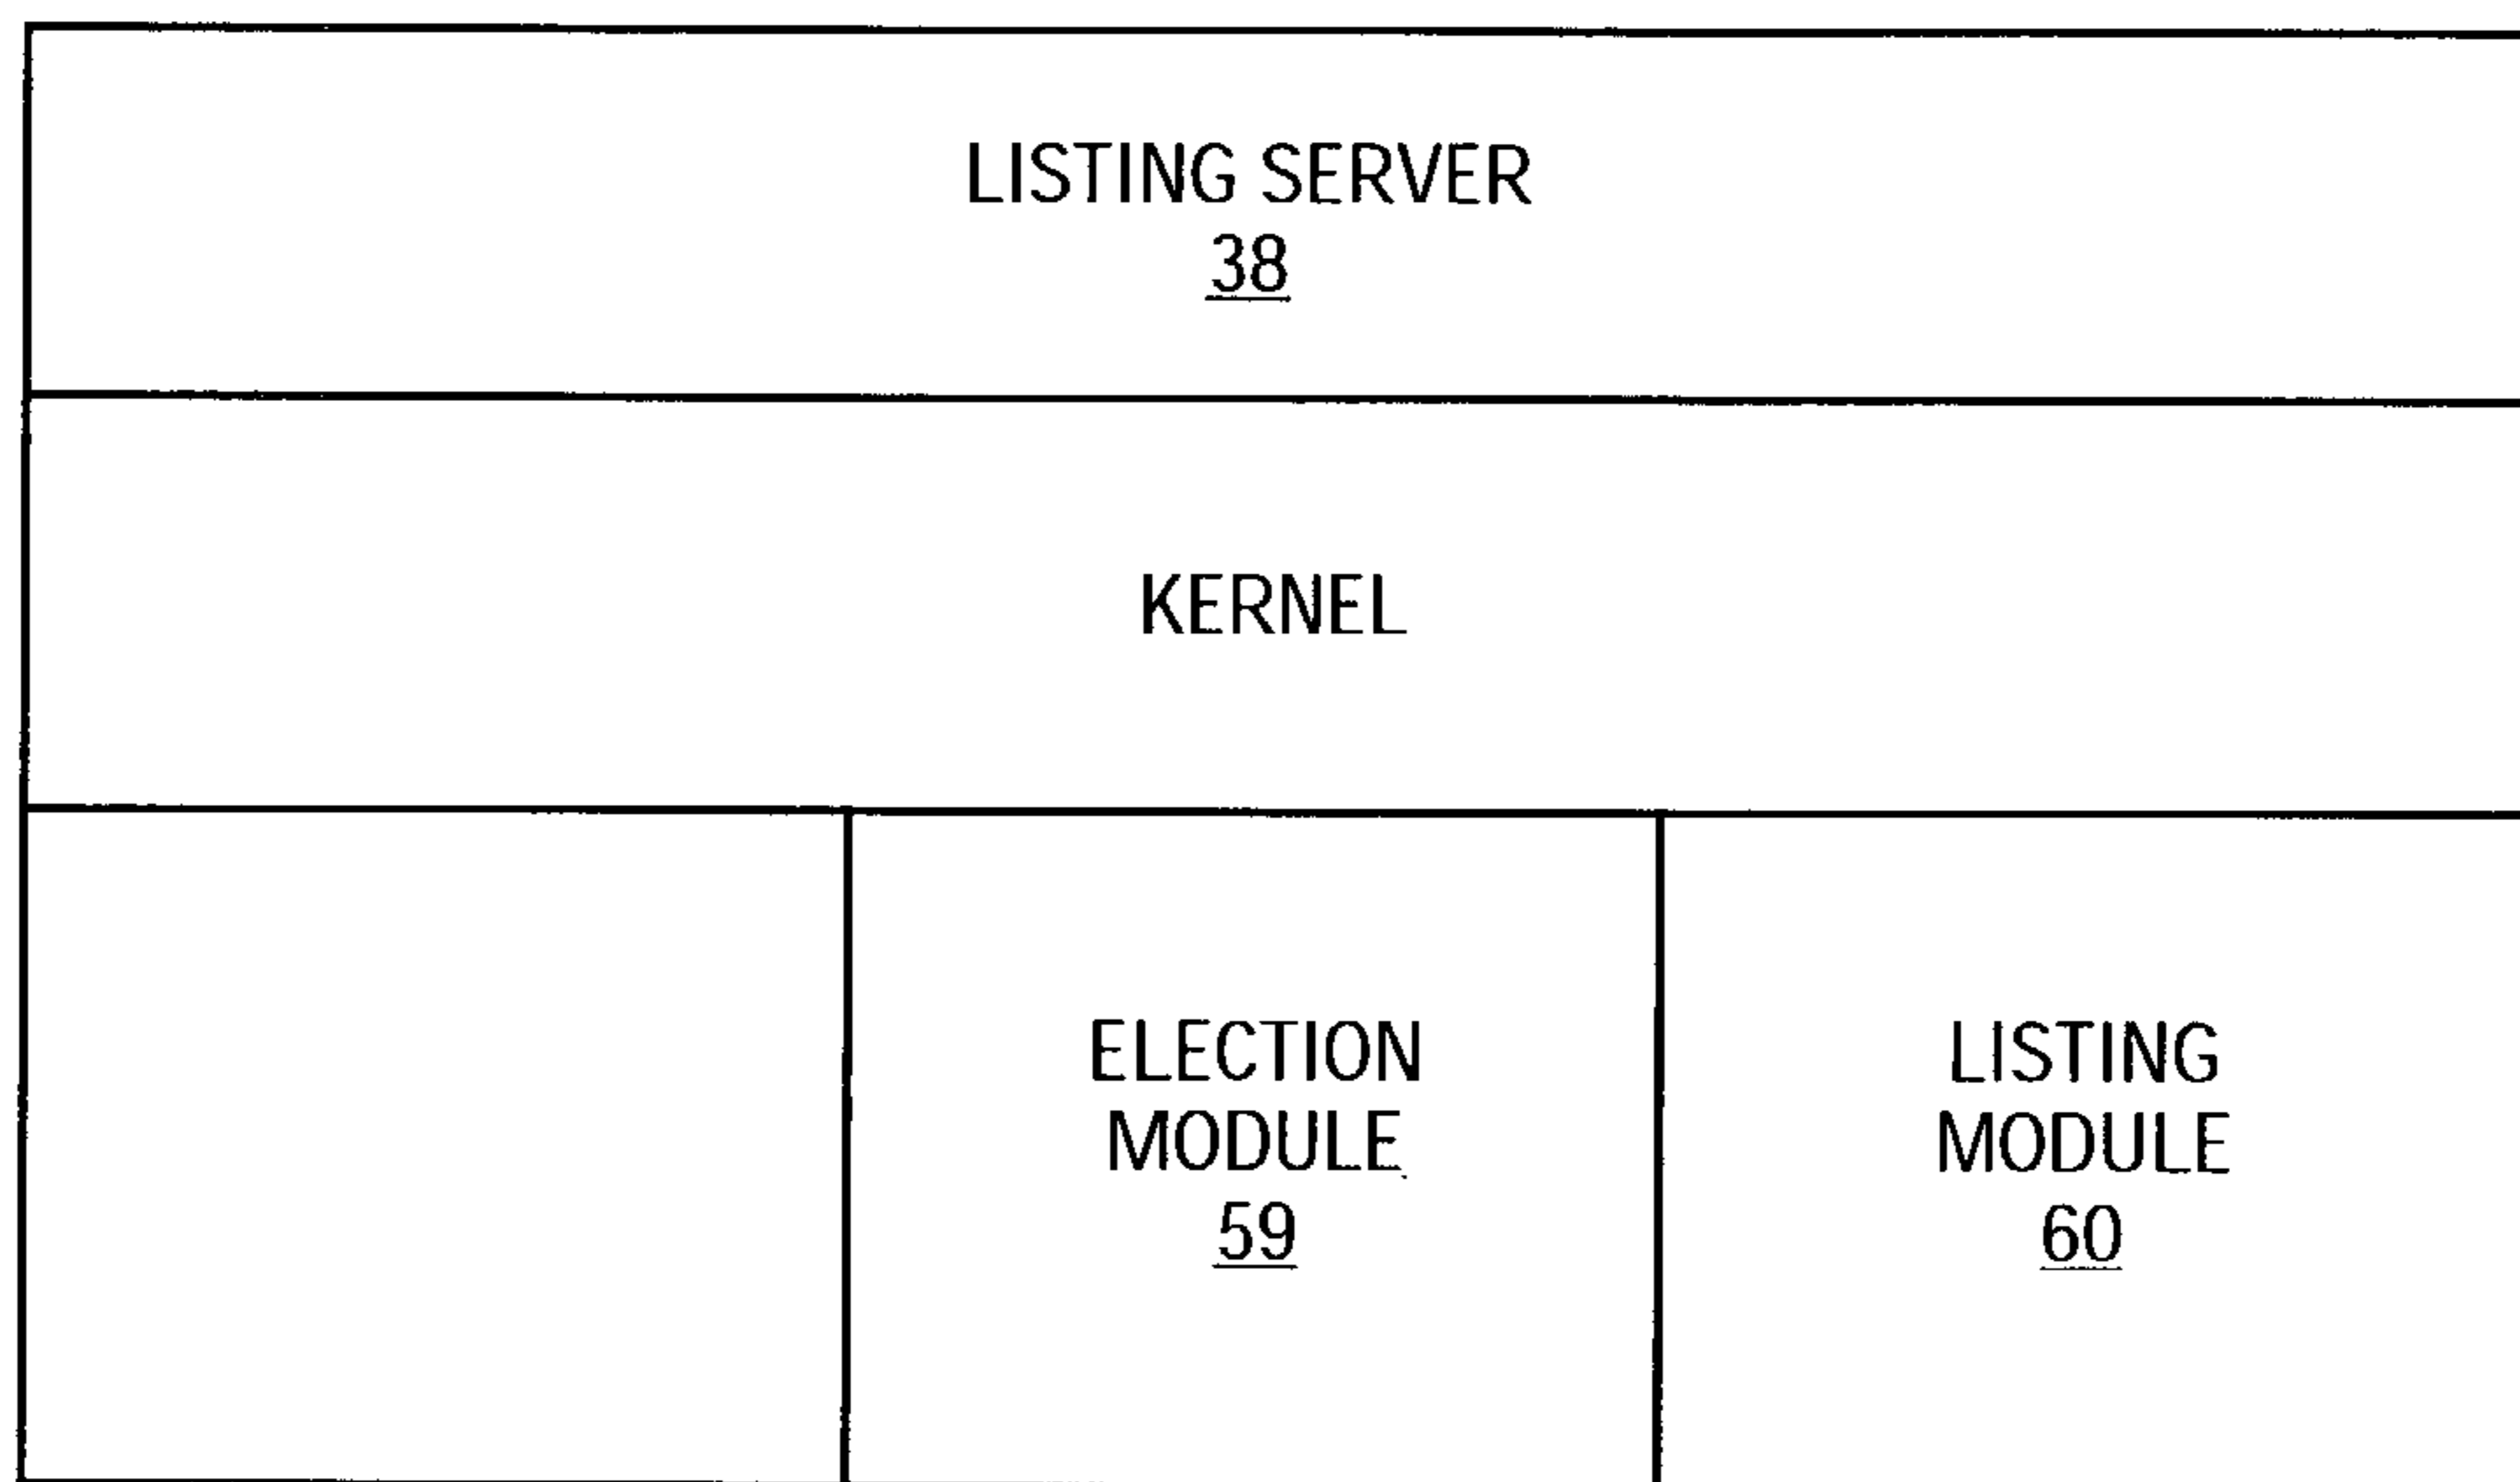 LISTING SERVER
38
KERNEL
ELECTION
MODULE
59
LISTING
MODULE
60